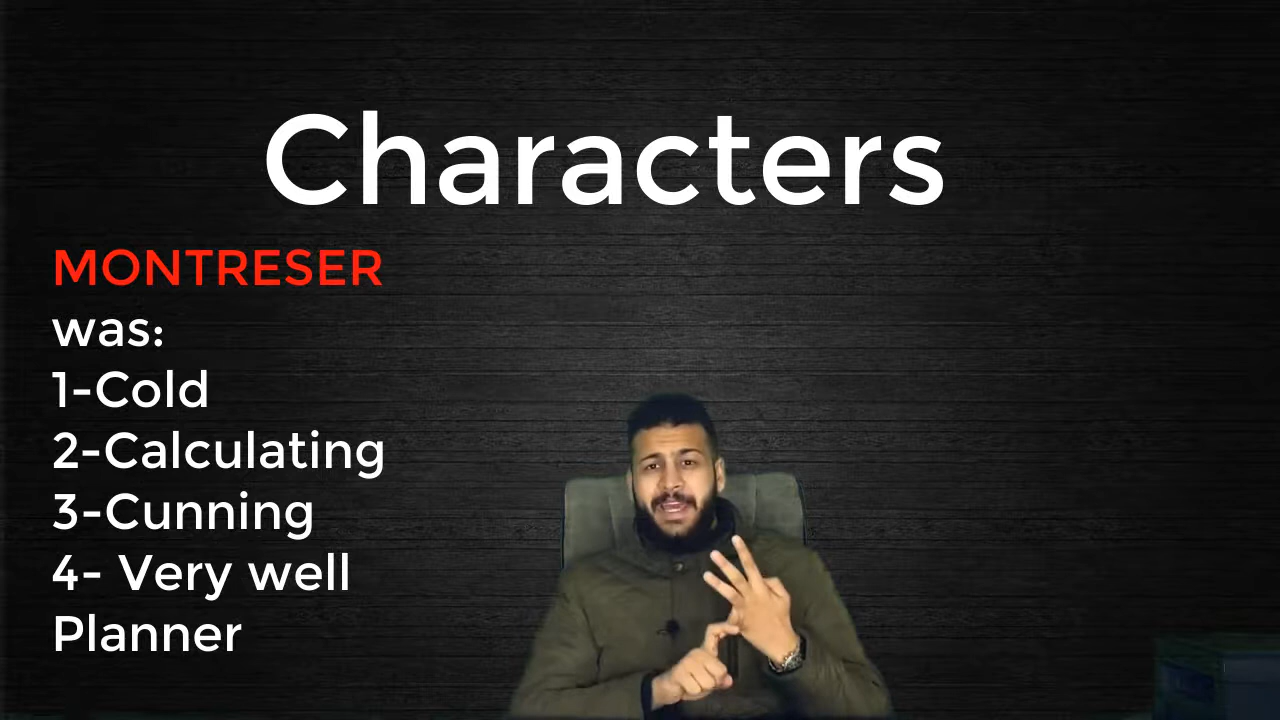 Characters
MONTRESER
was:
1-Cold
2-Calculating
3-Cunning
4- Very well
Planner